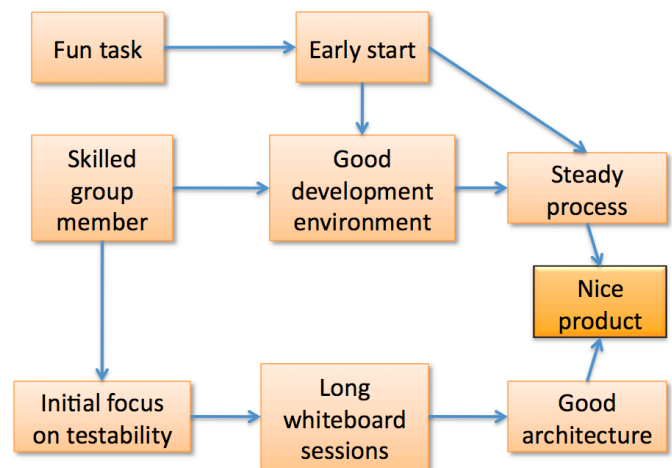 Fun task
Early start
Skilled
group
member
Good
development
environment
Steady
process
Nice
product
Initial focus
on testability
Long
whiteboard
sessions
Good
architecture